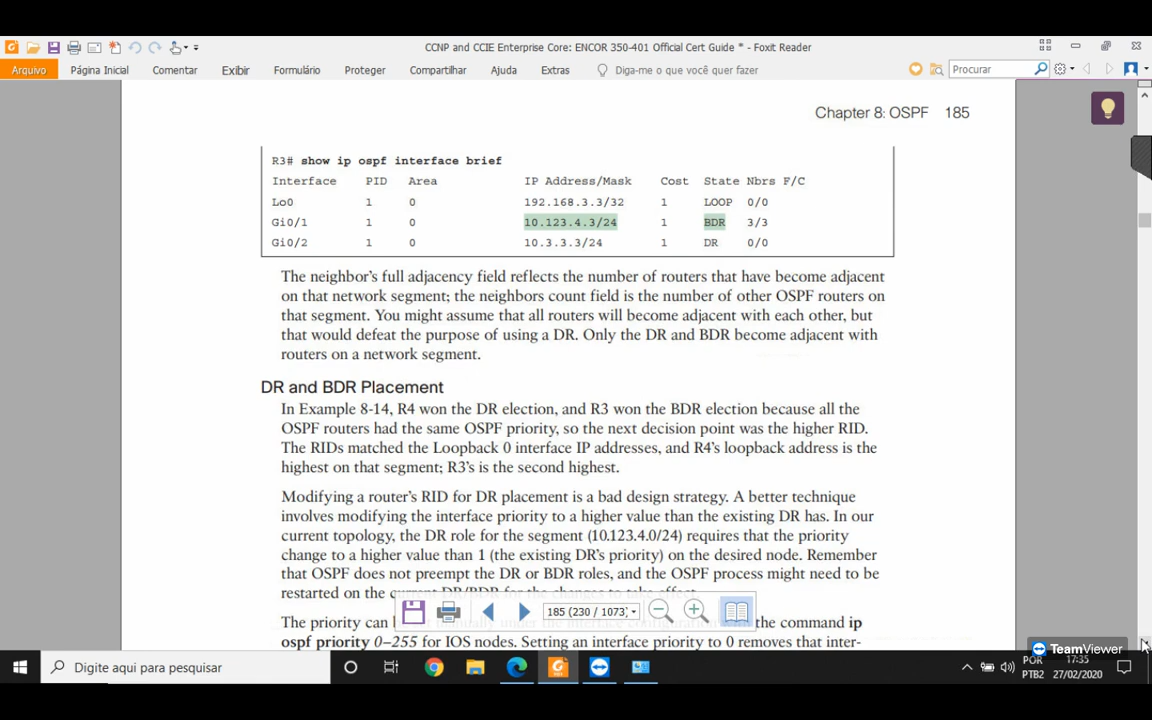 CCNP and CCIE Enterprise Core: ENCOR 350-401 Official Cert Guide * - Foxit Reader
Arquivo Página Inicial Comentar Exibir Formulário Proteger Compartilhar Ajuda Extras Diga-me o que você quer fazer Procurar
Chapter 8: OSPF 185
R3# show ip ospf interface brief
Interface PID Area IP Address/Mask Cost State Nbrs F/C
Lo0 1 0 192.168.3.3/32 1 LOOP 0/0
Gi0/1 1 0 10.123.4.3/24 1 BDR 3/3
Gi0/2 1 0 10.3.3.3/24 1 DR 0/0
The neighbor's full adjacency field reflects the number of routers that have become adjacent
on that network segment; the neighbors count field is the number of other OSPF routers on
that segment. You might assume that all routers will become adjacent with each other, but
that would defeat the purpose of using a DR. Only the DR and BDR become adjacent with
routers on a network segment.
DR and BDR Placement
In Example 8-14, R4 won the DR election, and R3 won the BDR election because all the
OSPF routers had the same OSPF priority, so the next decision point was the higher RID.
The RIDs matched the Loopback 0 interface IP addresses, and R4's loopback address is the
highest on that segment; R3's is the second highest.
Modifying a router's RID for DR placement is a bad design strategy. A better technique
involves modifying the interface priority to a higher value than the existing DR has. In our
current topology, the DR role for the segment (10.123.4.0/24) requires that the priority
change to a higher value than 1 (the existing DR's priority) on the desired node. Remember
that OSPF does not preempt the DR or BDR roles, and the OSPF process might need to be
restarted on the
185 (230 / 1073)
The priority can the command ip
ospf priority 0–255 for IOS nodes. Setting an interface priority to 0 removes that inter-
TeamViewer
Digite aqui para pesquisar
POR
PTB2
17:35
27/02/2020